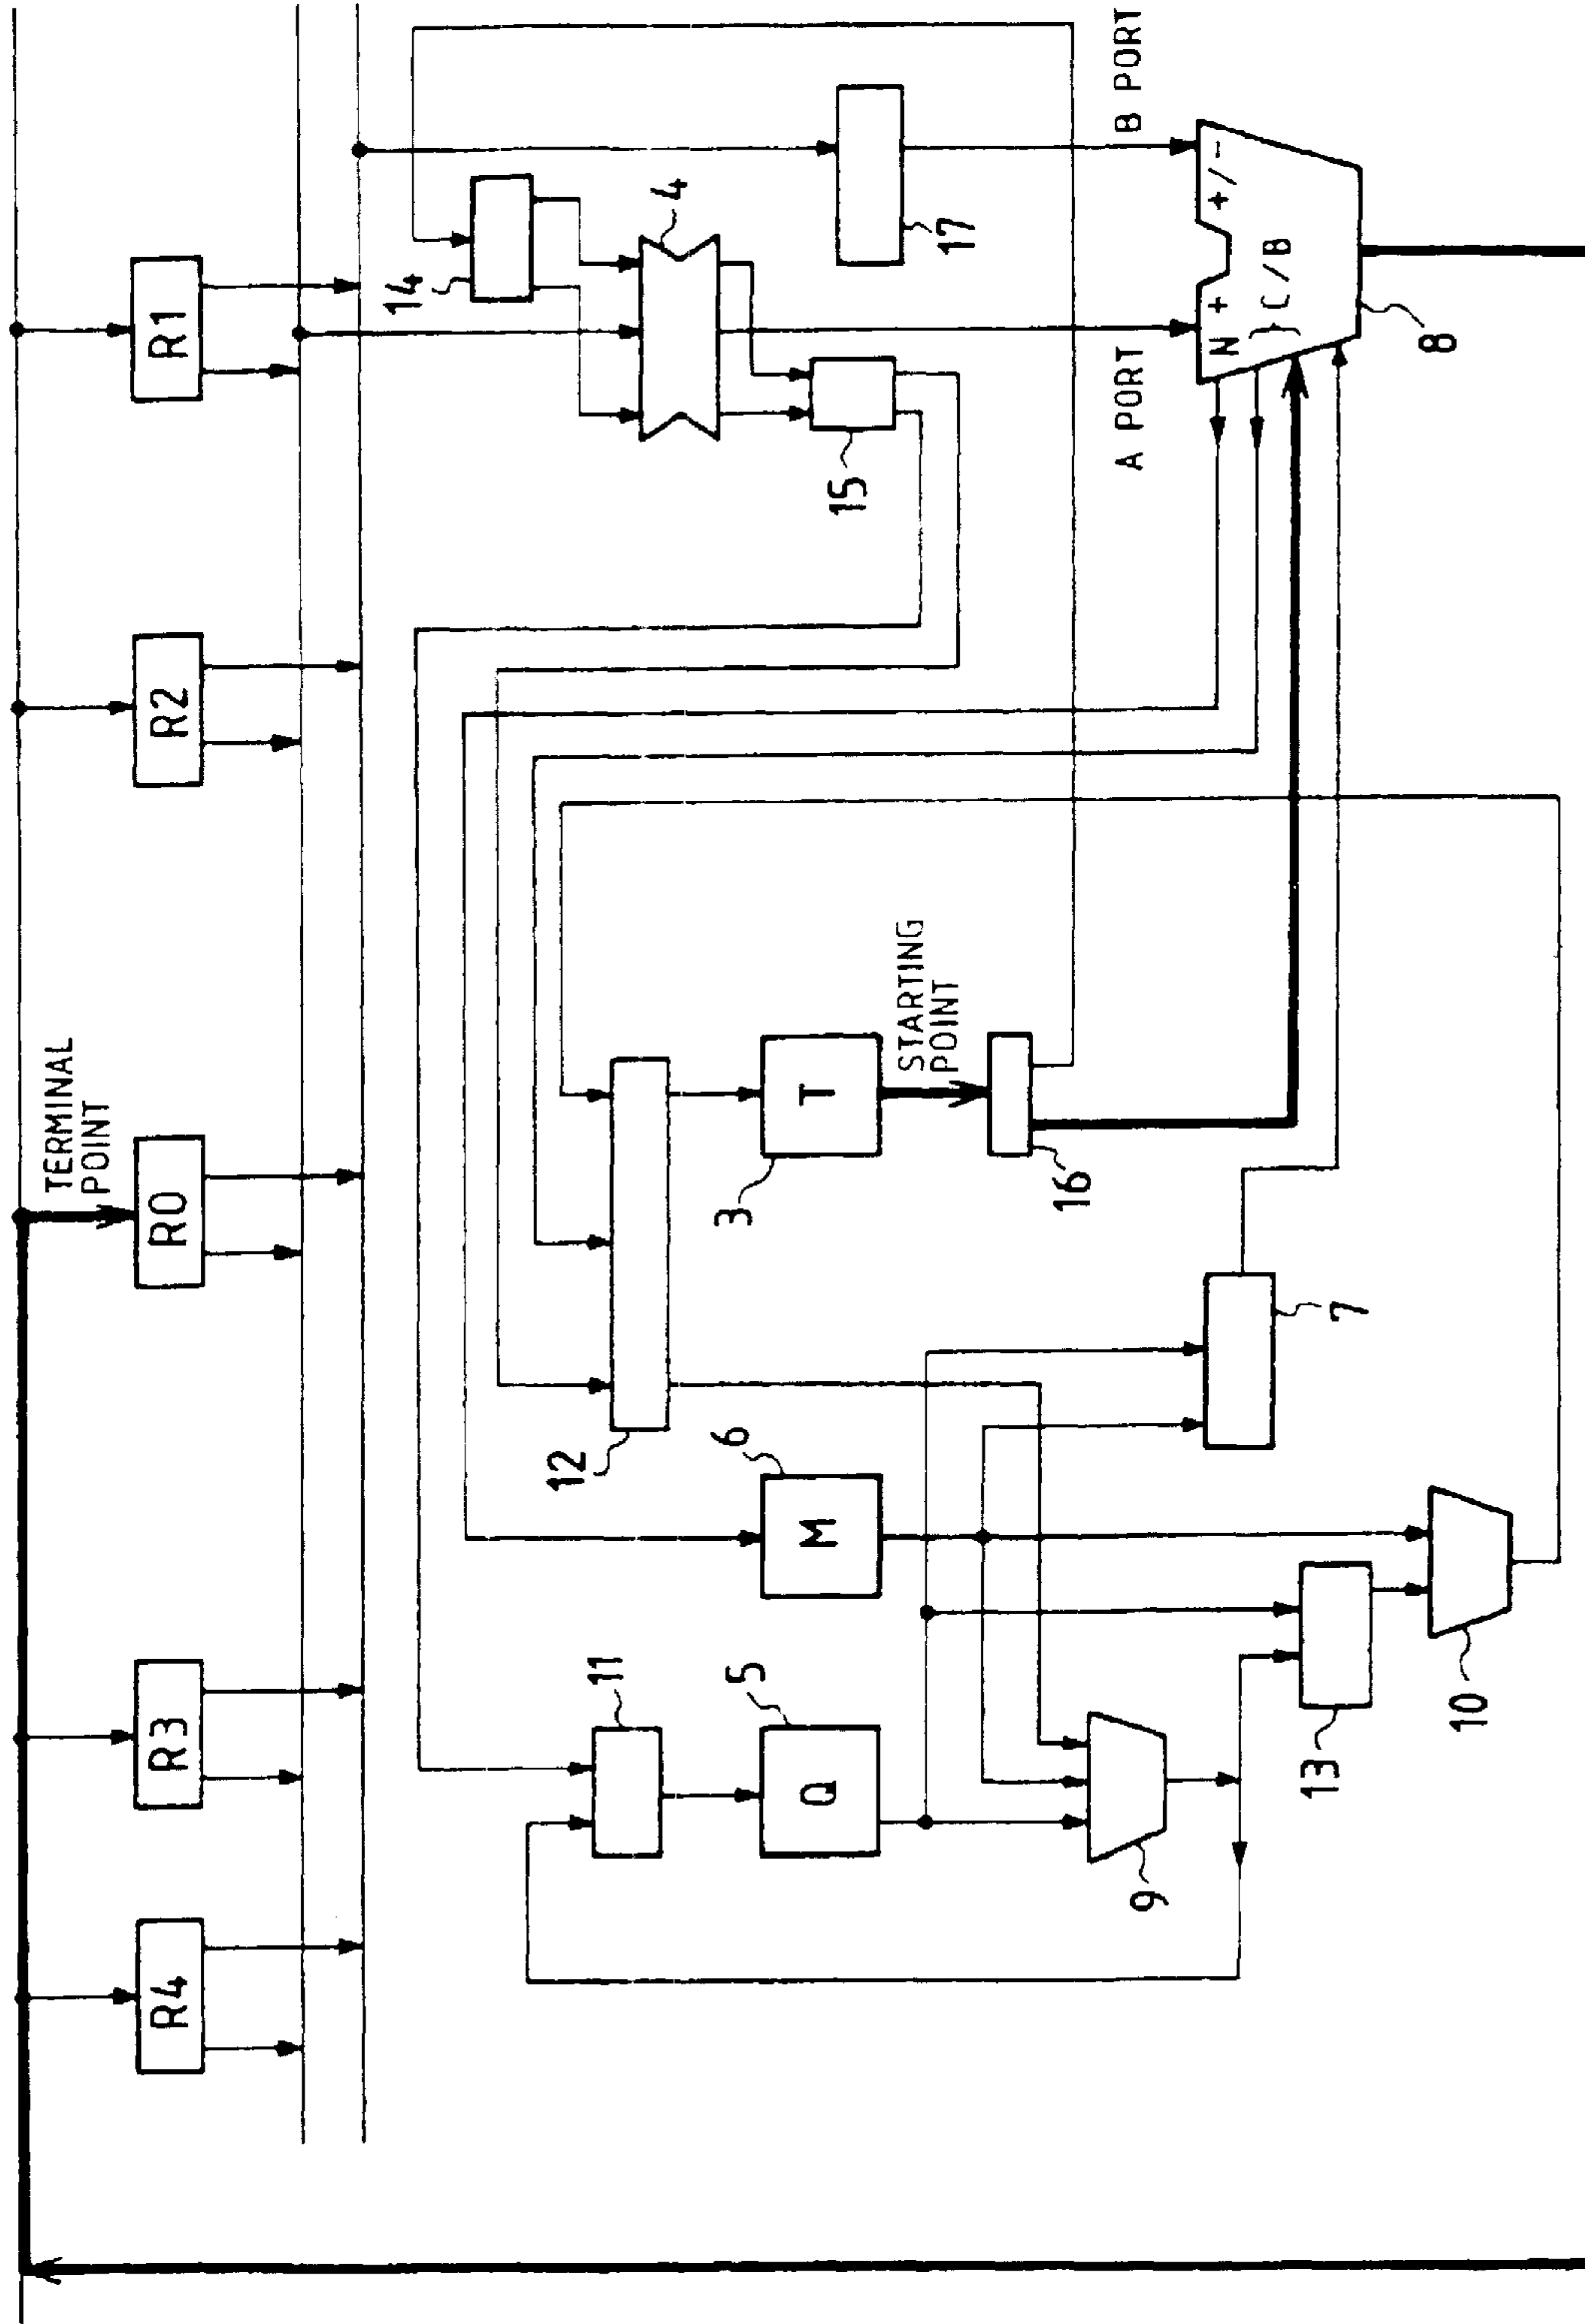 R4
R3
R0
R2
R1
TERMINAL
POINT
14
4
17
B PORT
15
A PORT
N + +/-
} C/B
8
12
T
3
STARTING
POINT
16
6
M
7
11
5
Q
9
13
10